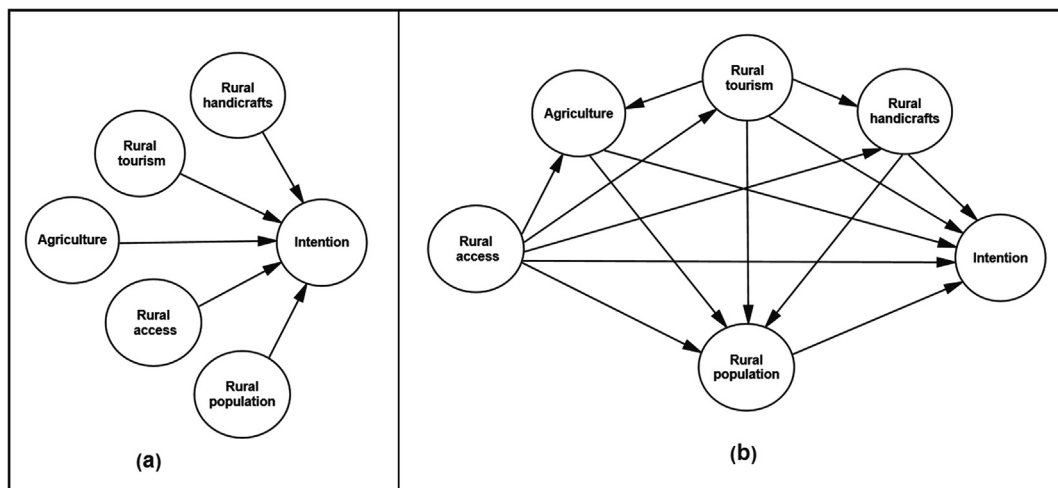 Rural
handicrafts
Rural
tourism
Agriculture
Intention
Rural
access
Rural
population
(a)
Rural
tourism
Agriculture
Rural
handicrafts
Rural
access
Intention
Rural
population
(b)